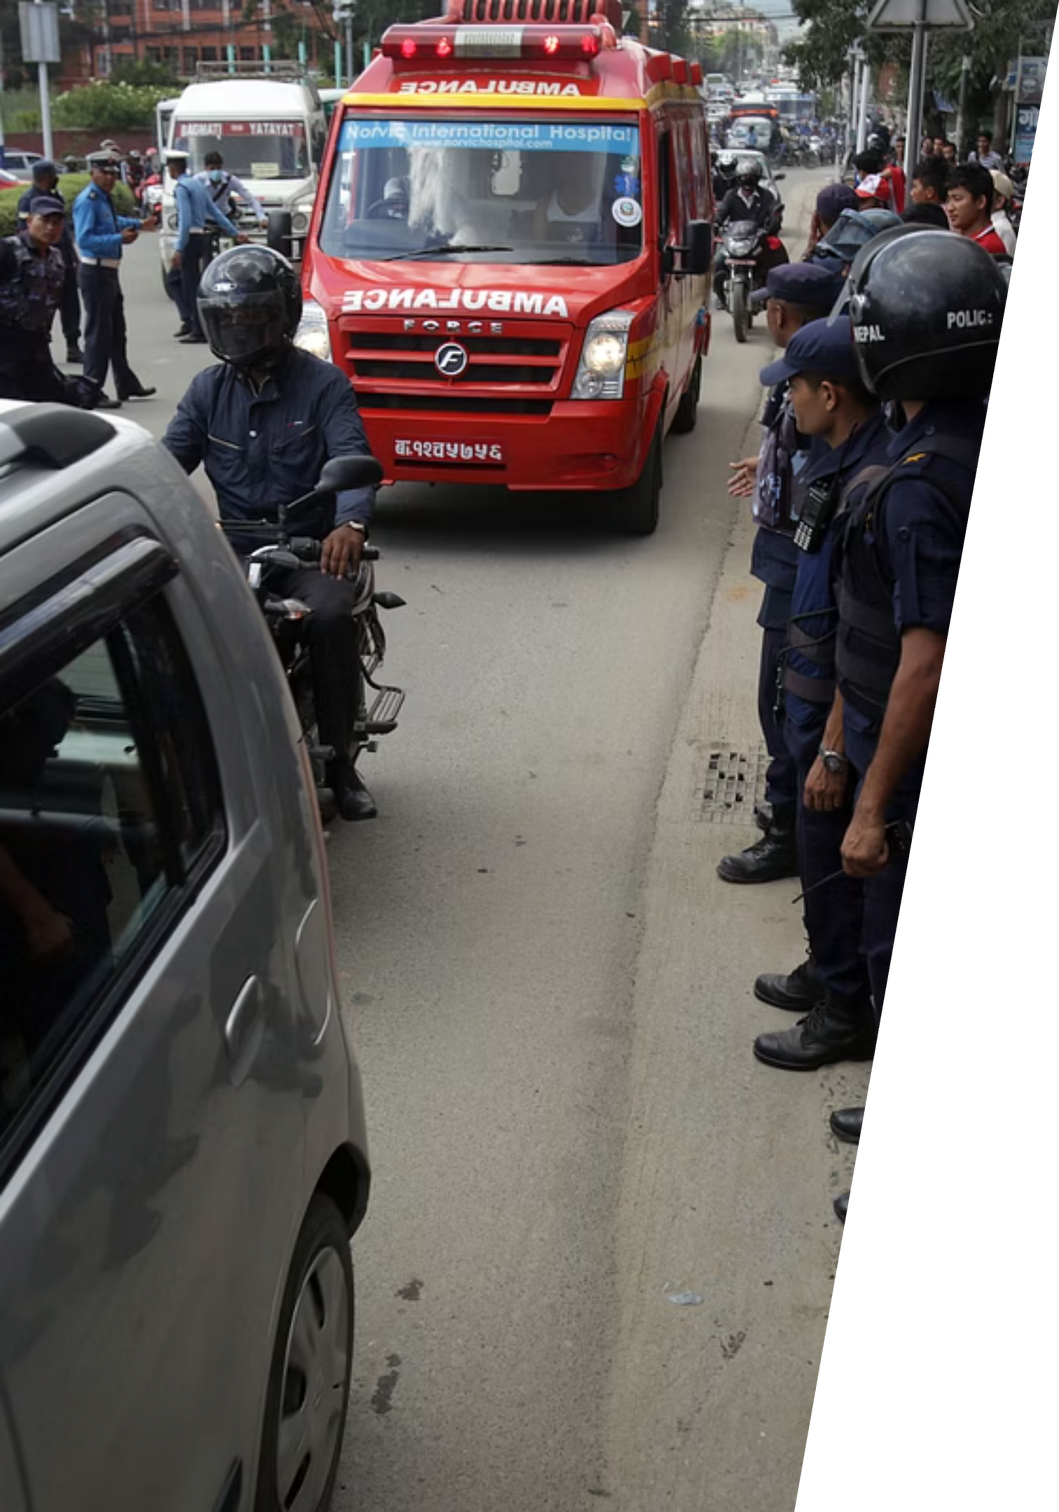 AMBULANCE
BAGMATI YATAYAT
Norvic International Hospital
www.norvichospital.com
AMBULANCE
FORCE
F
बा.१२च५७५६
NEPAL POLICE